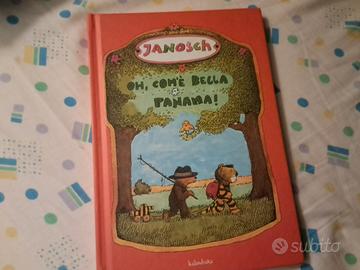 JANOSCH
OH, COM'È BELLA
PANAMA!
kalandraka
subito